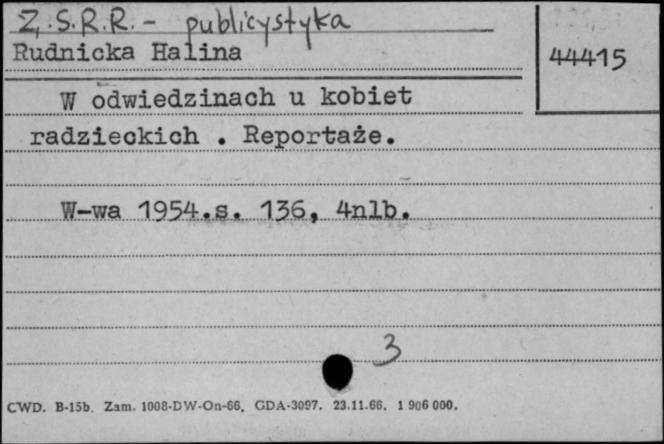 Z.S.R.R. - publicystyka
Rudnicka Halina
44415
W odwiedzinach u kobiet
radzieckich . Reportaże.
W-wa 1954.s. 136, 4nlb.
3
CWD. B-15b. Zam. 1008-DW-On-66. GDA-3097. 23.11.66. 1 906 000.